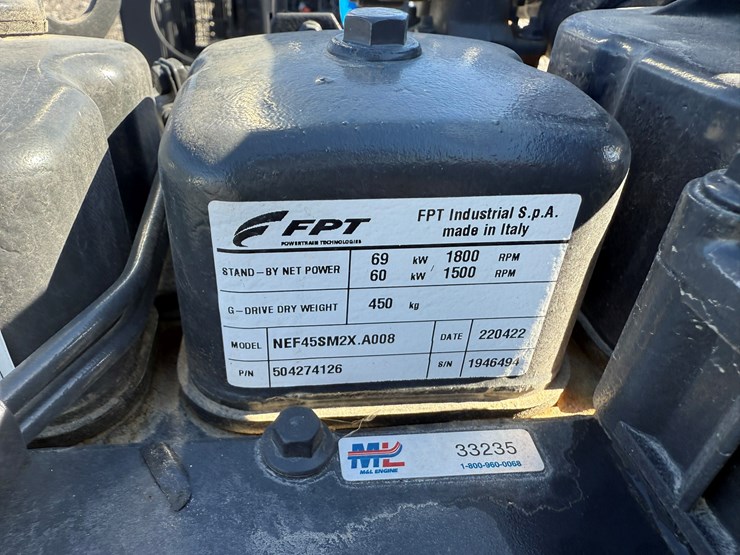 FPT
POWERTRAIN TECHNOLOGIES
FPT Industrial S.p.A.
made in Italy
STAND-BY NET POWER 69 kW / 1800 RPM
60 kW 1500 RPM
G-DRIVE DRY WEIGHT 450 kg
MODEL NEF45SM2X.A008 DATE 220422
P/N 504274126 S/N 1946494
ML 33235
M&L ENGINE 1-800-960-0068